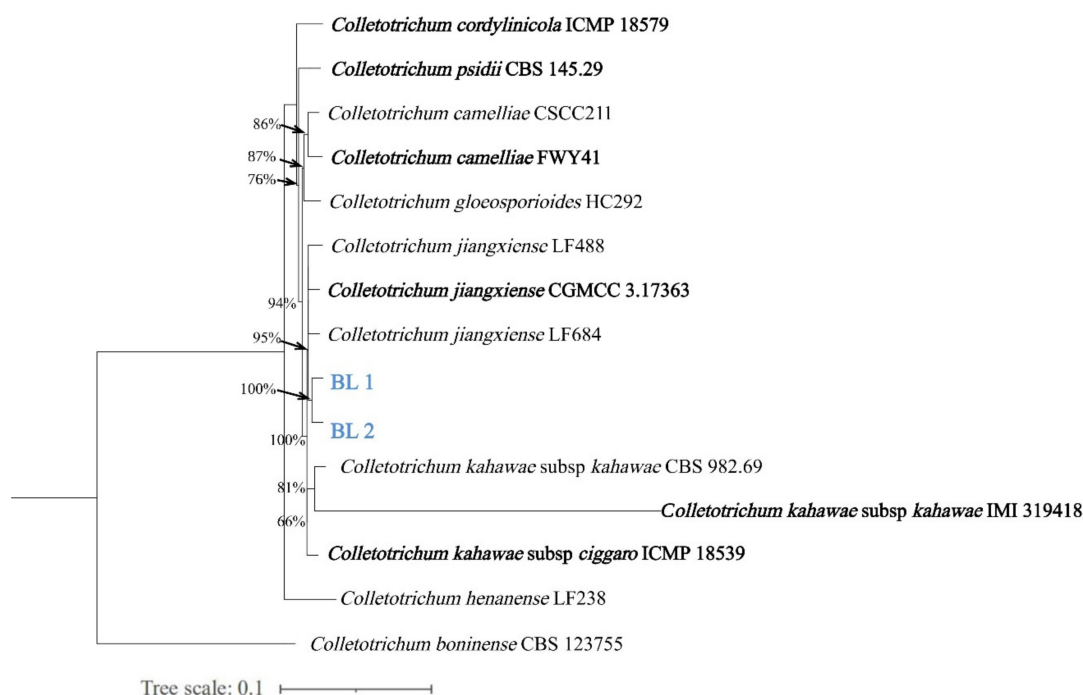 Colletotrichum cordylinicola ICMP 18579
Colletotrichum psidii CBS 145.29
Colletotrichum camelliae CSCC211
86%
Colletotrichum camelliae FWY41
87%
76%
Colletotrichum gloeosporioides HC292
Colletotrichum jiangxiense LF488
Colletotrichum jiangxiense CGMCC 3.17363
94%
Colletotrichum jiangxiense LF684
95%
BL 1
100%
BL 2
100%
Colletotrichum kahawae subsp kahawae CBS 982.69
81%
Colletotrichum kahawae subsp kahawae IMI 319418
66%
Colletotrichum kahawae subsp ciggaro ICMP 18539
Colletotrichum henanense LF238
Colletotrichum boninense CBS 123755
Tree scale: 0.1